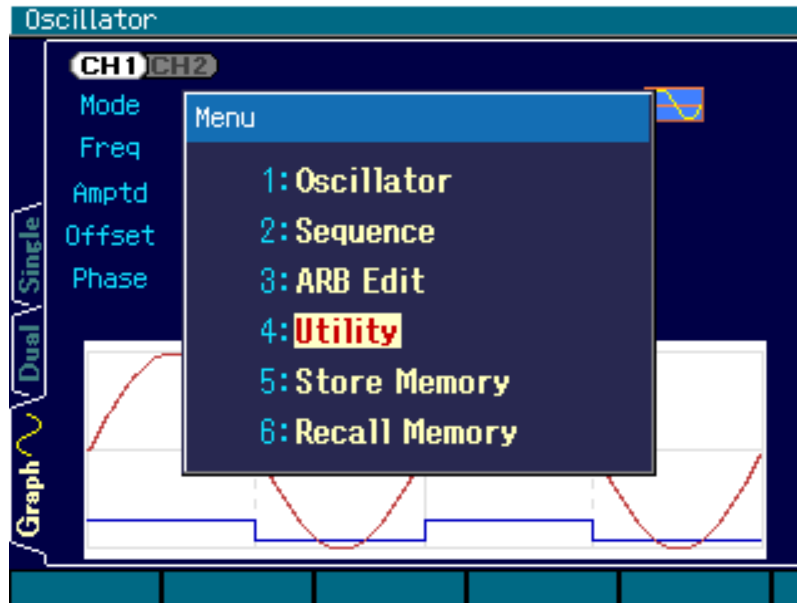 Oscillator
CH1 CH2
Mode
Freq
Amptd
Offset
Phase
Single
Dual
Graph
Menu
1:Oscillator
2:Sequence
3:ARB Edit
4:Utility
5:Store Memory
6:Recall Memory